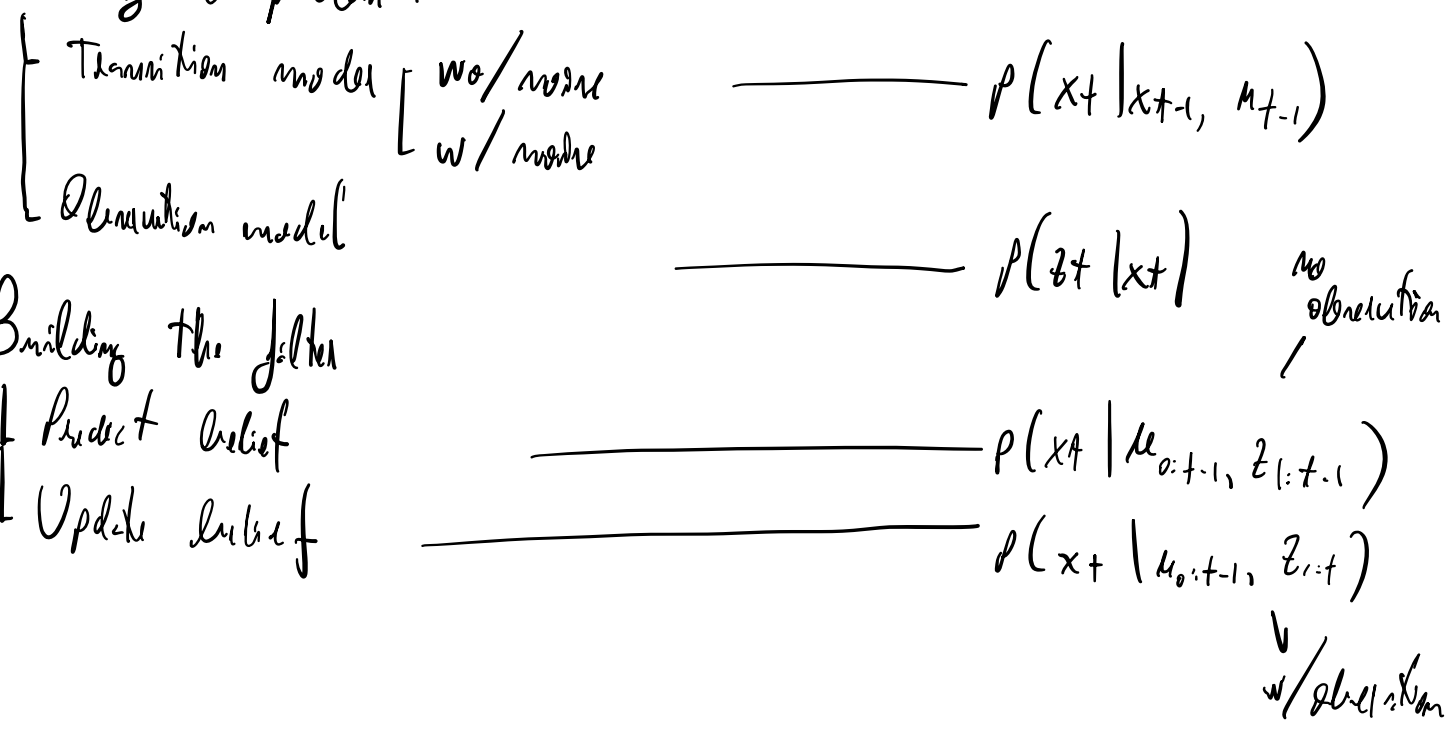 Transition model wo/noise p(xt|xt-1, ut-1)
w/noise
Observation model p(zt|xt)
no
observation
Building the filter
Predict belief p(xt|u0:t-1, z1:t-1)
Update belief p(xt|u0:t-1, z1:t)
w/observation